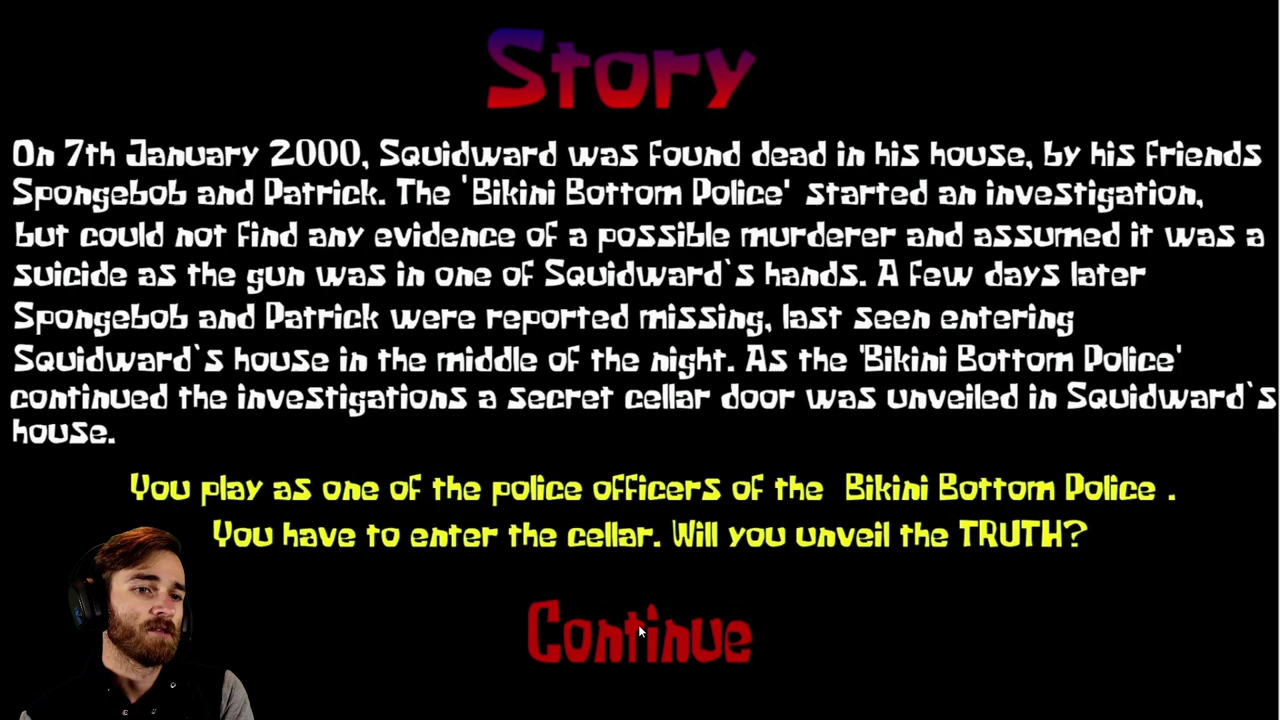 Story
On 7th January 2000, Squidward was found dead in his house, by his friends
Spongebob and Patrick. The 'Bikini Bottom Police' started an investigation,
but could not find any evidence of a possible murderer and assumed it was a
suicide as the gun was in one of Squidward`s hands. A few days later
Spongebob and Patrick were reported missing, last seen entering
Squidward`s house in the middle of the night. As the 'Bikini Bottom Police'
continued the investigations a secret cellar door was unveiled in Squidward`s
house.
You play as one of the police officers of the Bikini Bottom Police .
You have to enter the cellar. Will you unveil the TRUTH?
Continue